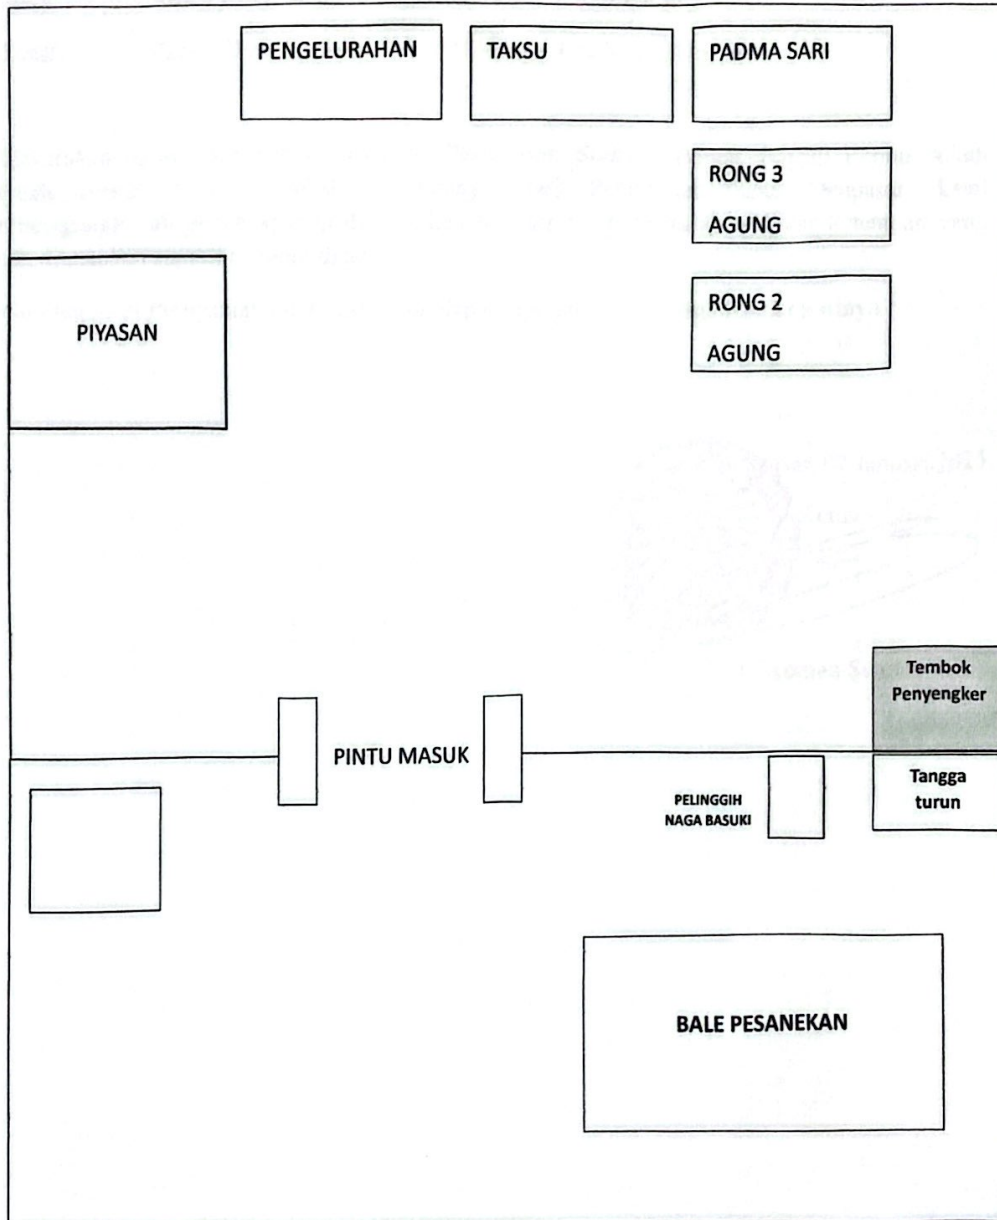 PENGELURAHAN
TAKSU
PADMA SARI
RONG 3
AGUNG
RONG 2
AGUNG
PIYASAN
Tembok
Penyengker
PINTU MASUK
PELINGGIH
NAGA BASUKI
Tangga
turun
BALE PESANEKAN